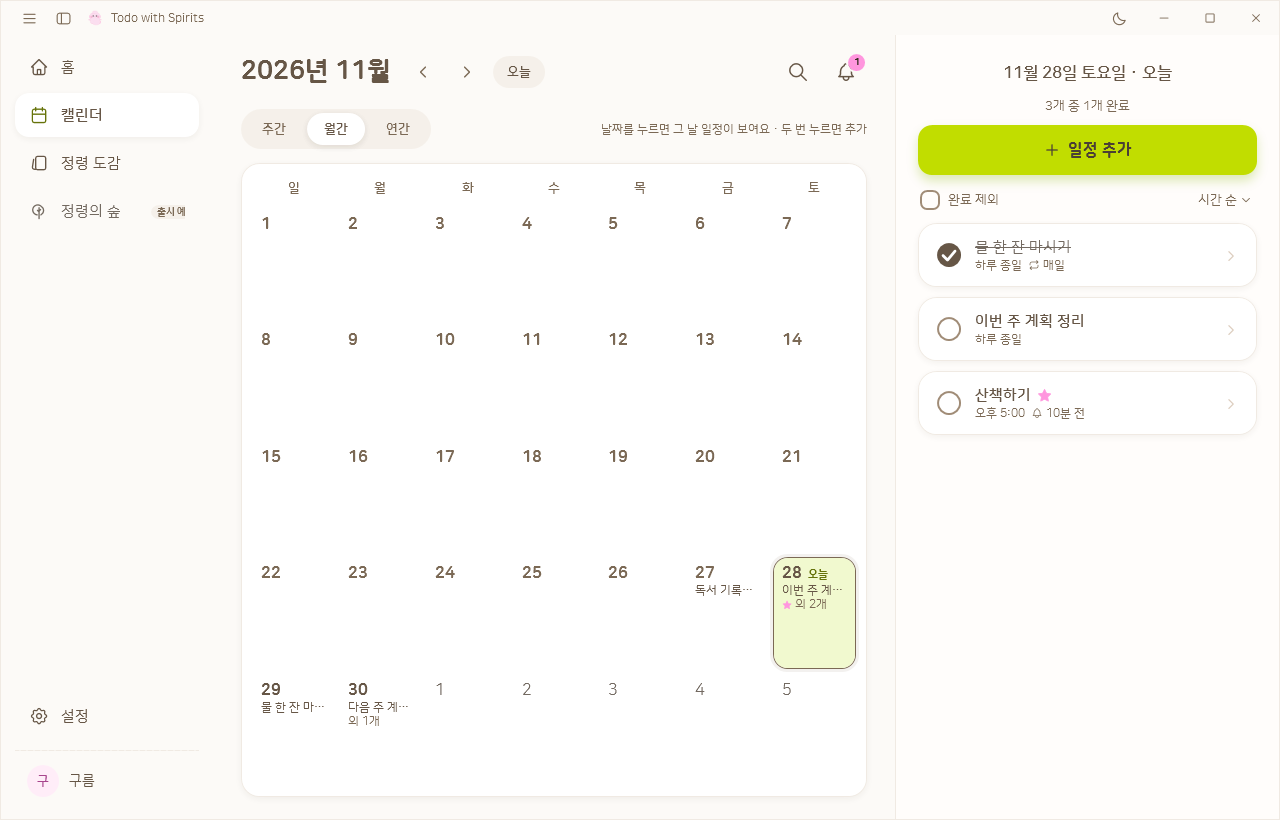 Todo with Spirits
홈
캘린더
정령 도감
정령의 숲 출시 예
설정
구 구름
2026년 11월
오늘
1
주간 월간 연간
날짜를 누르면 그 날 일정이 보여요 · 두 번 누르면 추가
일 월 화 수 목 금 토
1 2 3 4 5 6 7
8 9 10 11 12 13 14
15 16 17 18 19 20 21
22 23 24 25 26 27 28 오늘
독서 기록… 이번 주 계…
외 2개
29 30 1 2 3 4 5
물 한 잔 마… 다음 주 계…
외 1개
11월 28일 토요일 · 오늘
3개 중 1개 완료
+ 일정 추가
완료 제외 시간 순
물 한 잔 마시기
하루 종일 매일
이번 주 계획 정리
하루 종일
산책하기
오후 5:00 10분 전